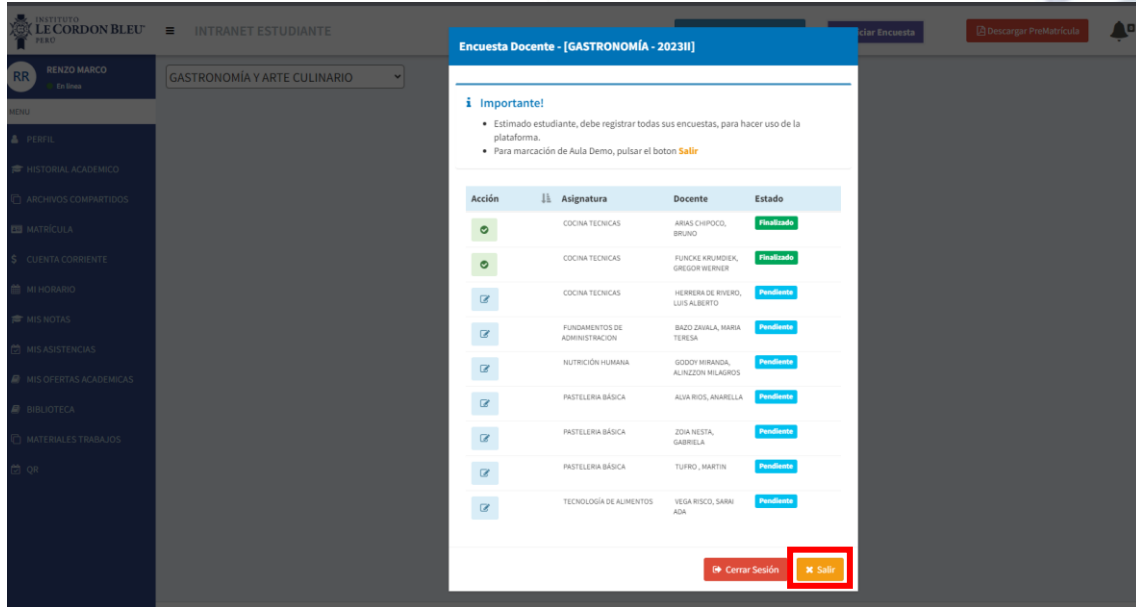 INSTITUTO
LE CORDON BLEU
PERÚ
INTRANET ESTUDIANTE
ciar Encuesta
Descargar PreMatrícula
RR
RENZO MARCO
En línea
GASTRONOMÍA Y ARTE CULINARIO
MENU
PERFIL
HISTORIAL ACADEMICO
ARCHIVOS COMPARTIDOS
MATRÍCULA
CUENTA CORRIENTE
MI HORARIO
MIS NOTAS
MIS ASISTENCIAS
MIS OFERTAS ACADEMICAS
BIBLIOTECA
MATERIALES TRABAJOS
QR
Encuesta Docente - [GASTRONOMÍA - 2023II]
Importante!
Estimado estudiante, debe registrar todas sus encuestas, para hacer uso de la
plataforma.
Para marcación de Aula Demo, pulsar el boton Salir
Acción Asignatura Docente Estado
COCINA TECNICAS ARIAS CHIPOCO, Finalizado
BRUNO
COCINA TECNICAS FUNCKE KRUMDIEK, Finalizado
GREGOR WERNER
COCINA TECNICAS HERRERA DE RIVERO, Pendiente
LUIS ALBERTO
FUNDAMENTOS DE BAZO ZAVALA, MARIA Pendiente
ADMINISTRACION TERESA
NUTRICIÓN HUMANA GODOY MIRANDA, Pendiente
ALINZZON MILAGROS
PASTELERIA BÁSICA ALVA RIOS, ANARELLA Pendiente
PASTELERIA BÁSICA ZOIA NESTA, Pendiente
GABRIELA
PASTELERIA BÁSICA TUFRO , MARTIN Pendiente
TECNOLOGÍA DE ALIMENTOS VEGA RISCO, SARAI Pendiente
ADA
Cerrar Sesión
Salir